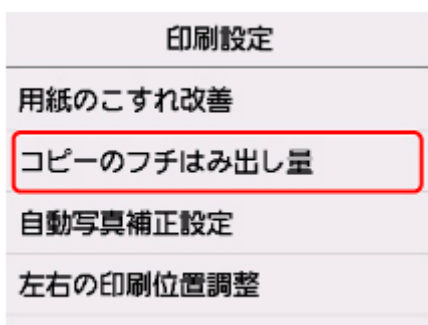 印刷設定
用紙のこすれ改善
コピーのフチはみ出し量
自動写真補正設定
左右の印刷位置調整